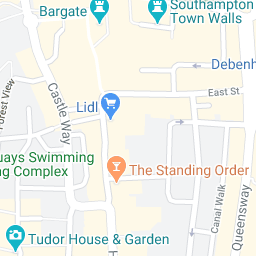 Bargate
Southampton
Town Walls
Debenh
Forest View
Castle Way
Lidl
East St
uays Swimming
ng Complex
The Standing Order
Canal Walk
Queensway
Tudor House & Garden